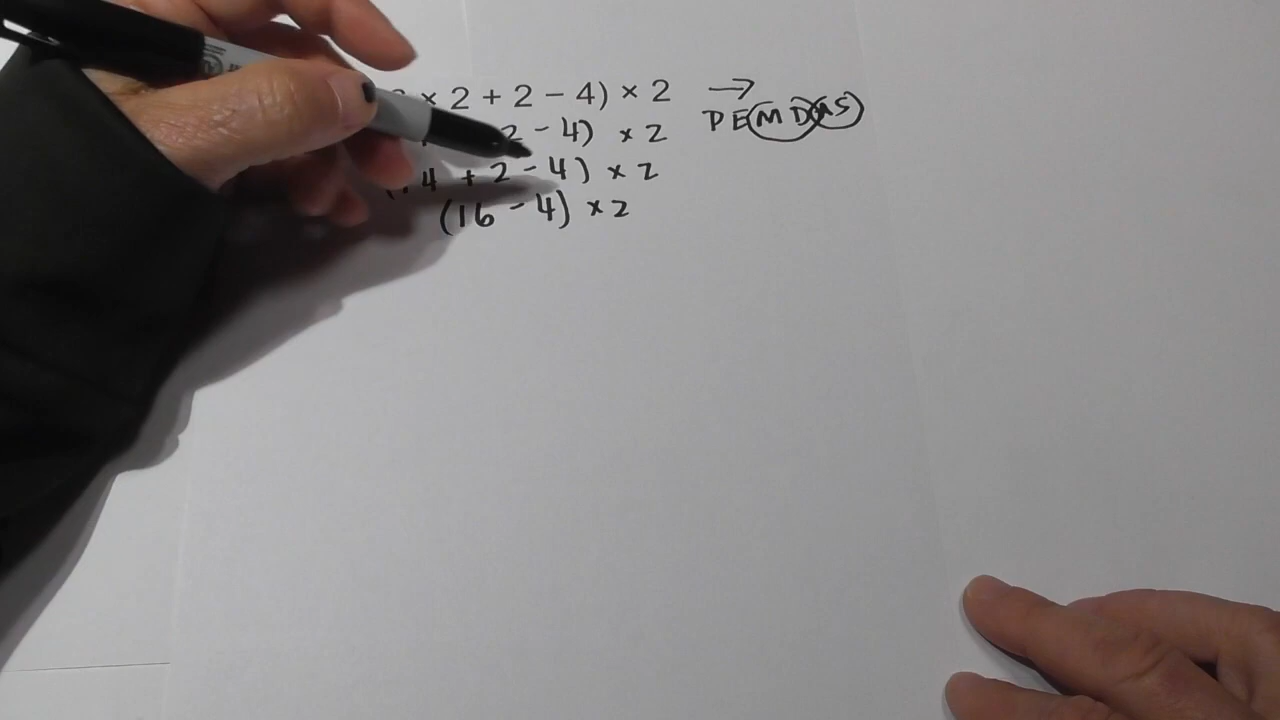 × 2 + 2 − 4) × 2 →
PEMDAS
2 - 4) × 2
4 + 2 - 4) × 2
(16 - 4) × 2